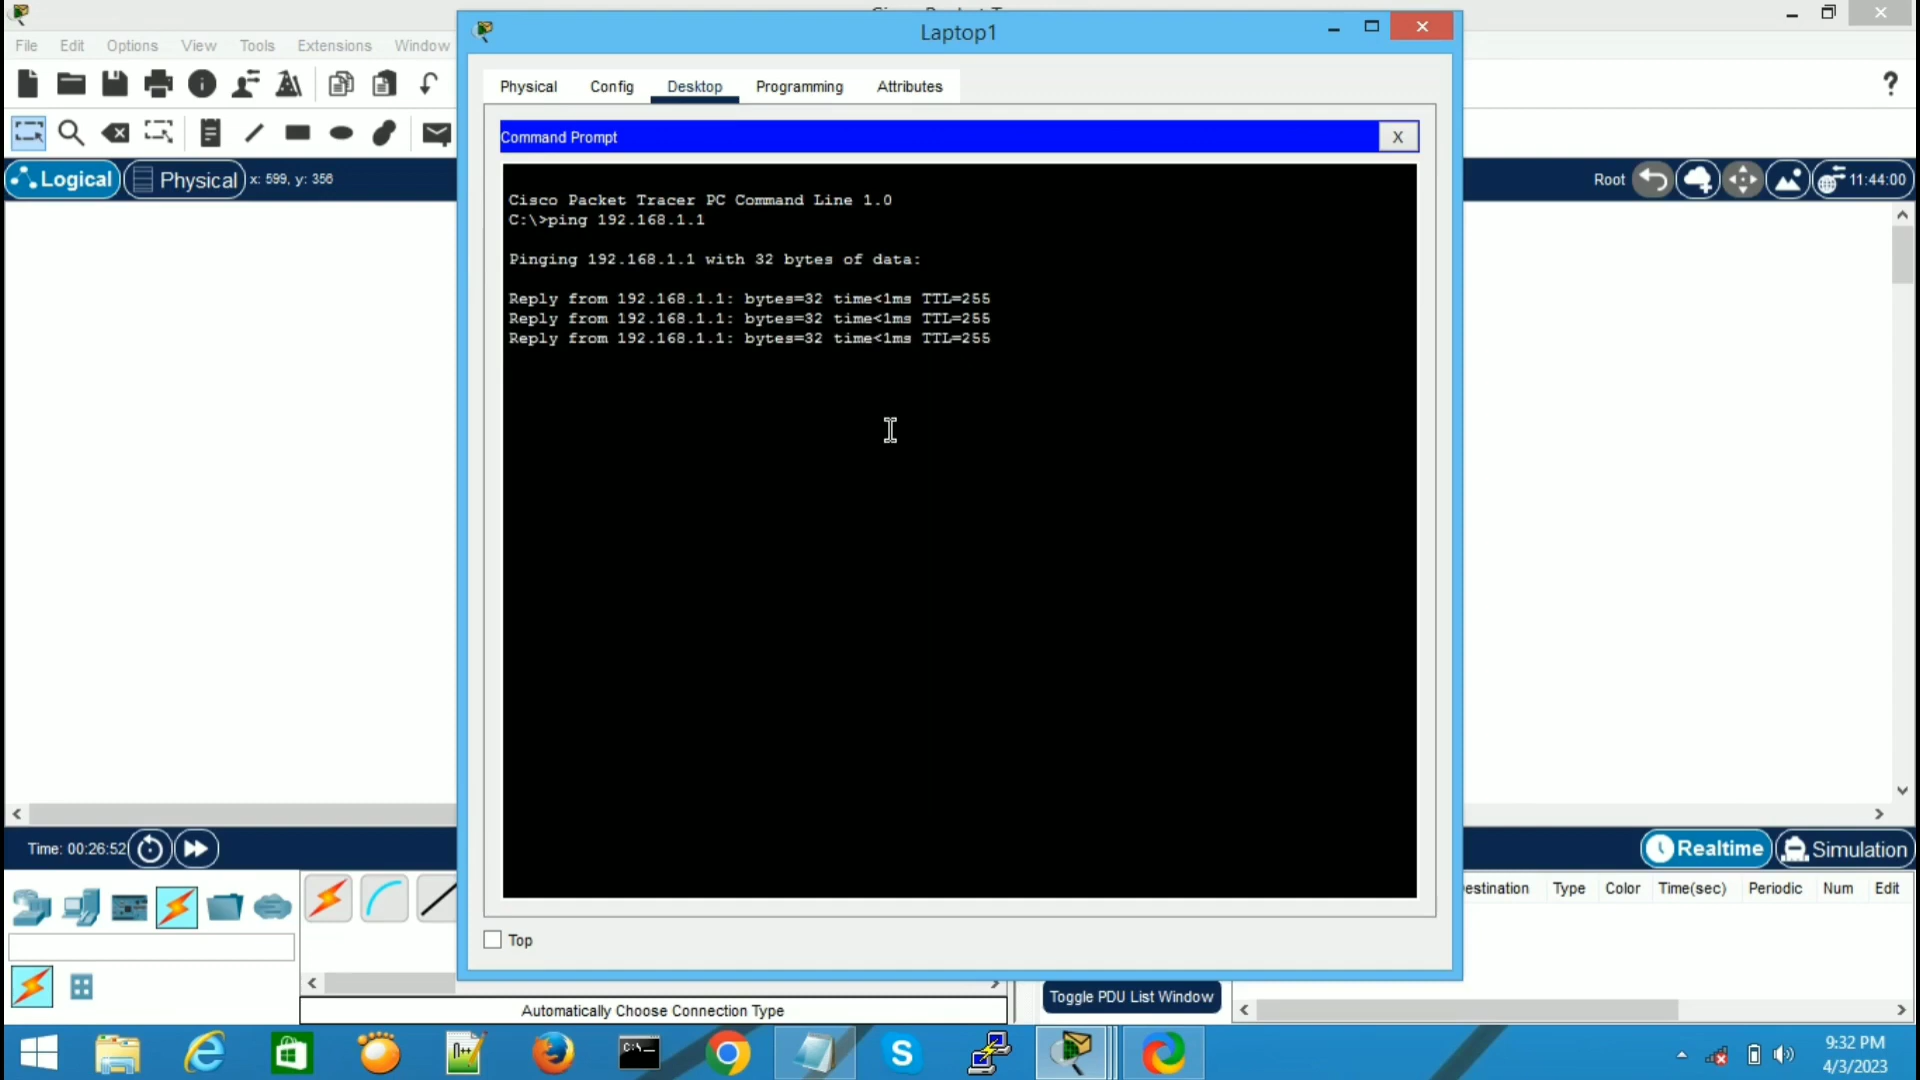 Laptop1
File Edit Options View Tools Extensions Window
Physical Config Desktop Programming Attributes
?
Command Prompt X
Logical Physical x: 599, y: 356
Root 11:44:00
Cisco Packet Tracer PC Command Line 1.0
C:\>ping 192.168.1.1
Pinging 192.168.1.1 with 32 bytes of data:
Reply from 192.168.1.1: bytes=32 time<1ms TTL=255
Reply from 192.168.1.1: bytes=32 time<1ms TTL=255
Reply from 192.168.1.1: bytes=32 time<1ms TTL=255
Time: 00:26:52
Realtime Simulation
estination Type Color Time(sec) Periodic Num Edit
Top
Toggle PDU List Window
Automatically Choose Connection Type
9:32 PM
4/3/2023